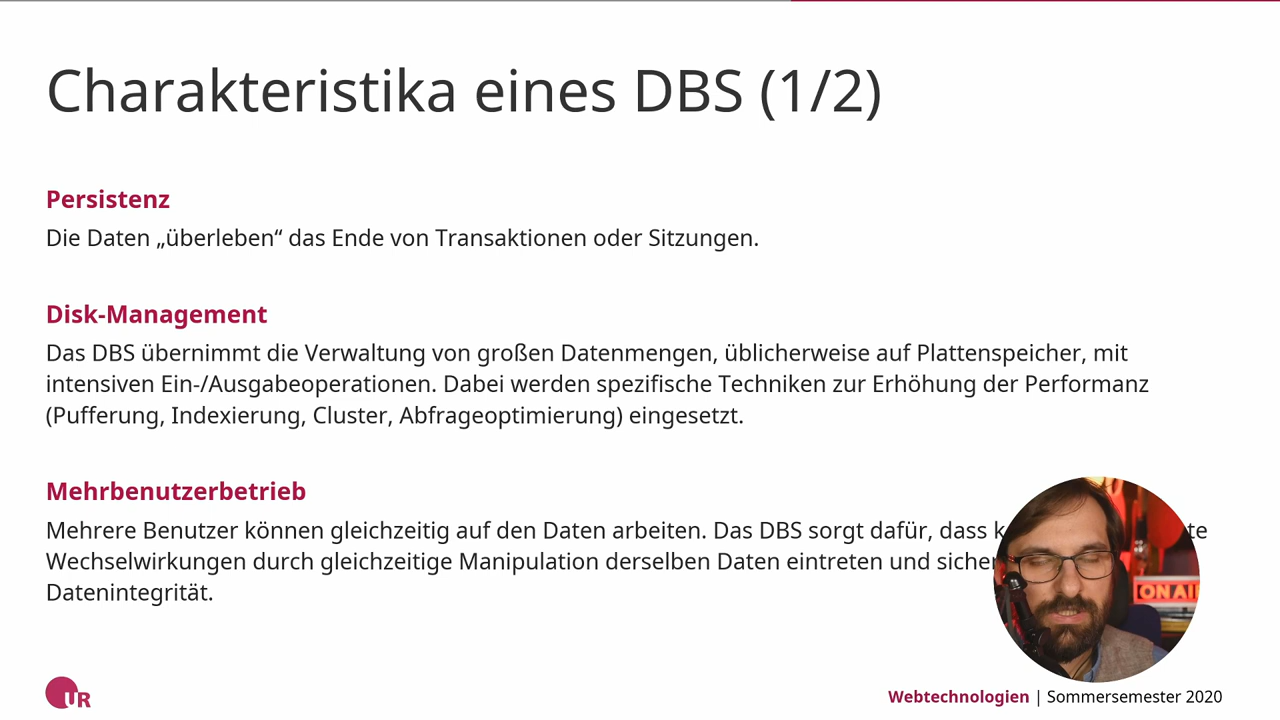 Charakteristika eines DBS (1/2)
Persistenz
Die Daten „überleben“ das Ende von Transaktionen oder Sitzungen.
Disk-Management
Das DBS übernimmt die Verwaltung von großen Datenmengen, üblicherweise auf Plattenspeicher, mit
intensiven Ein-/Ausgabeoperationen. Dabei werden spezifische Techniken zur Erhöhung der Performanz
(Pufferung, Indexierung, Cluster, Abfrageoptimierung) eingesetzt.
Mehrbenutzerbetrieb
Mehrere Benutzer können gleichzeitig auf den Daten arbeiten. Das DBS sorgt dafür, dass
Wechselwirkungen durch gleichzeitige Manipulation derselben Daten eintreten und
Datenintegrität.
ON AIR
UR
Webtechnologien | Sommersemester 2020